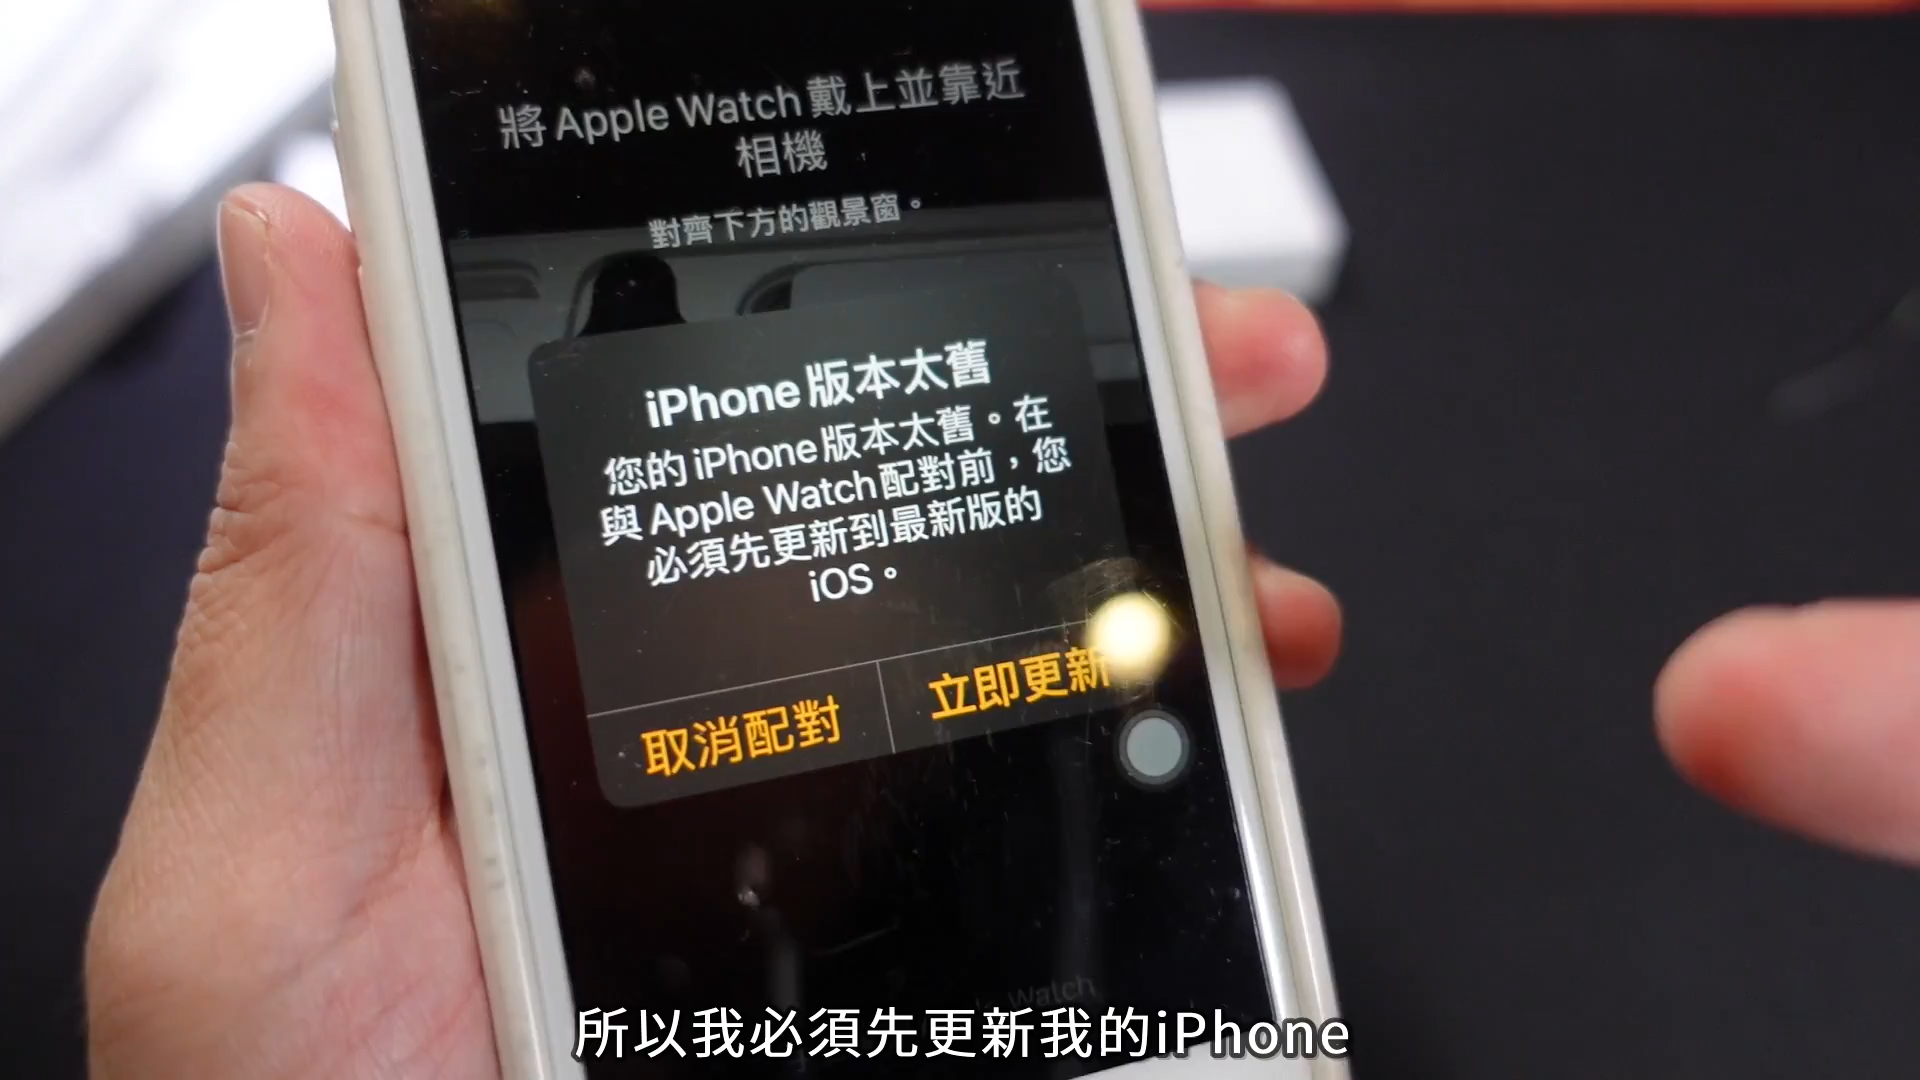 將 Apple Watch 戴上並靠近
相機
對齊下方的觀景窗。
iPhone 版本太舊
您的 iPhone 版本太舊。在
與 Apple Watch 配對前，您
必須先更新到最新版的
iOS。
取消配對
立即更新
Watch
所以我必須先更新我的iPhone